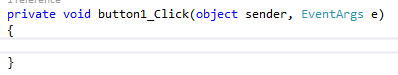 1 reference
private void button1_Click(object sender, EventArgs e)
{
}